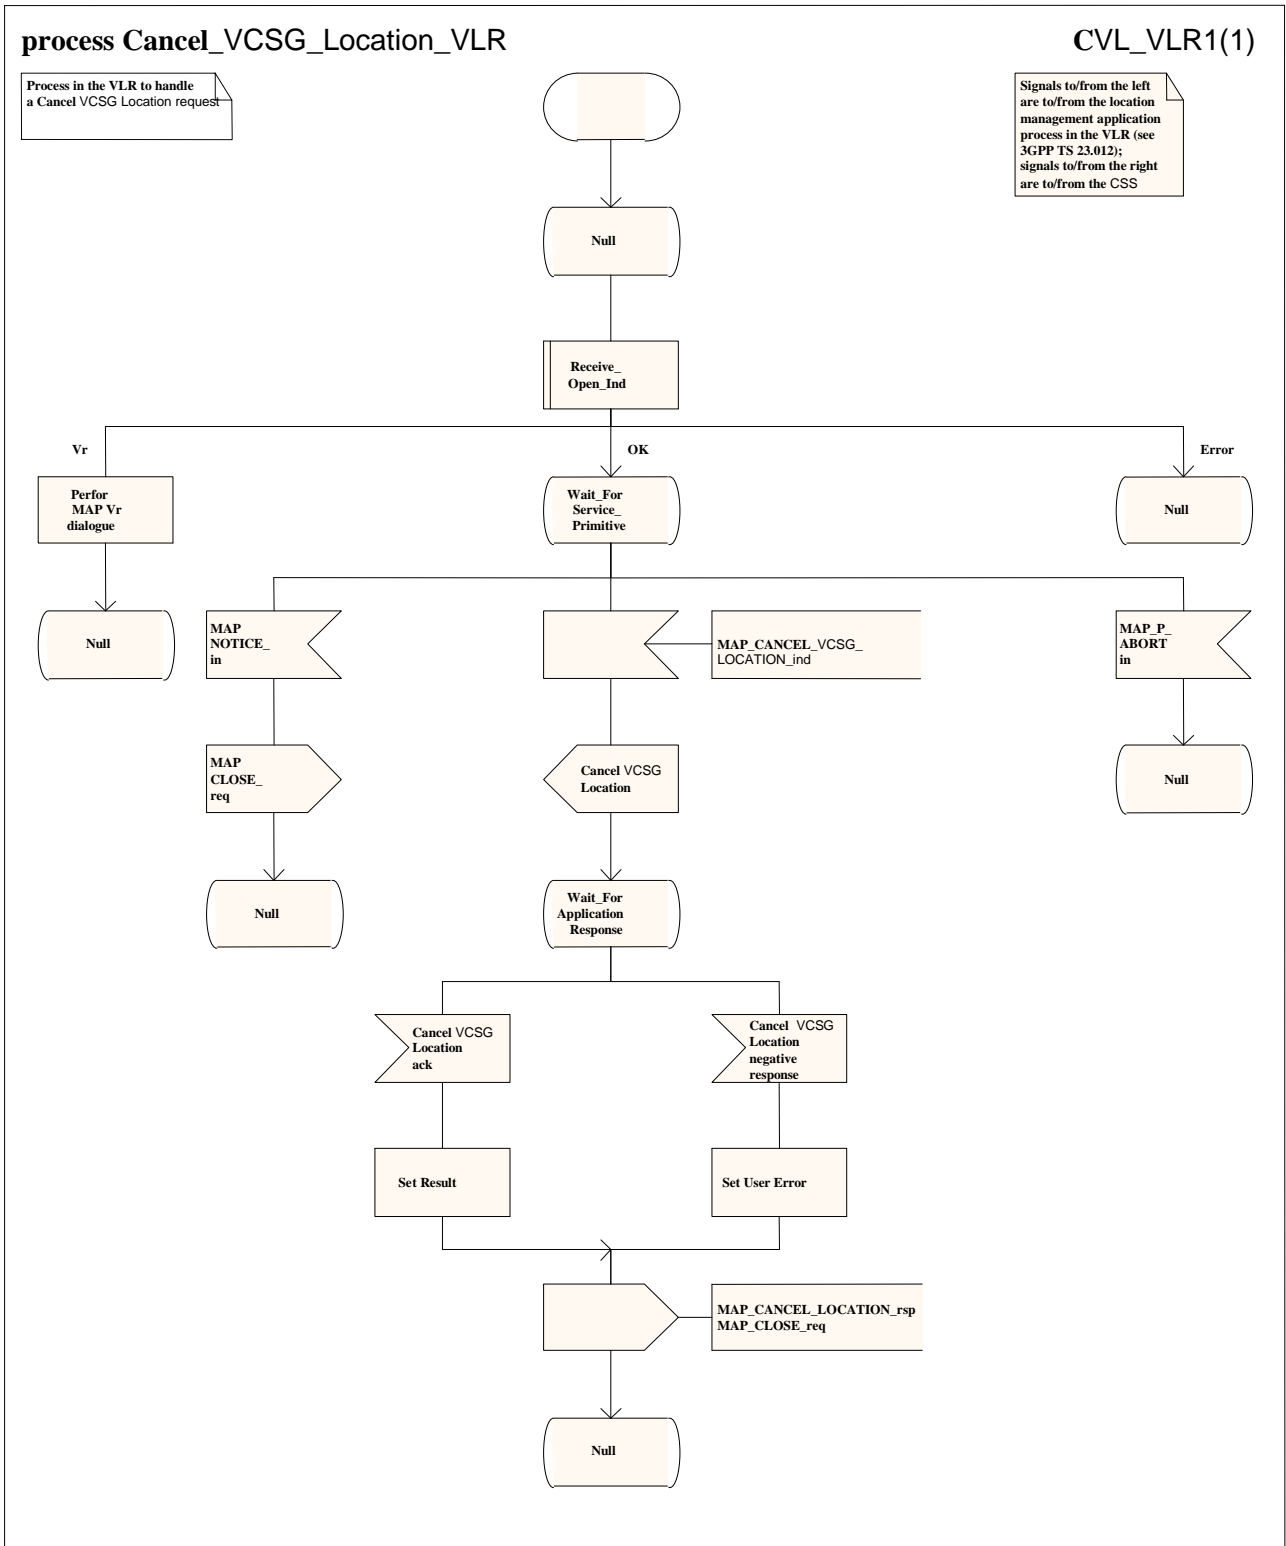 process Cancel_VCSG_Location_VLR
CVL_VLR1(1)
Process in the VLR to handle
a Cancel VCSG Location request
Signals to/from the left
are to/from the location
management application
process in the VLR (see
3GPP TS 23.012);
signals to/from the right
are to/from the CSS
Null
Receive_
Open_Ind
Vr
OK
Error
Perfor
MAP Vr
dialogue
Wait_For
Service_
Primitive
Null
Null
MAP
NOTICE_
in
MAP_CANCEL_VCSG_
LOCATION_ind
MAP_P_
ABORT
in
MAP
CLOSE_
req
Cancel VCSG
Location
Null
Null
Wait_For
Application
Response
Cancel VCSG
Location
ack
Cancel VCSG
Location
negative
response
Set Result
Set User Error
MAP_CANCEL_LOCATION_rsp
MAP_CLOSE_req
Null